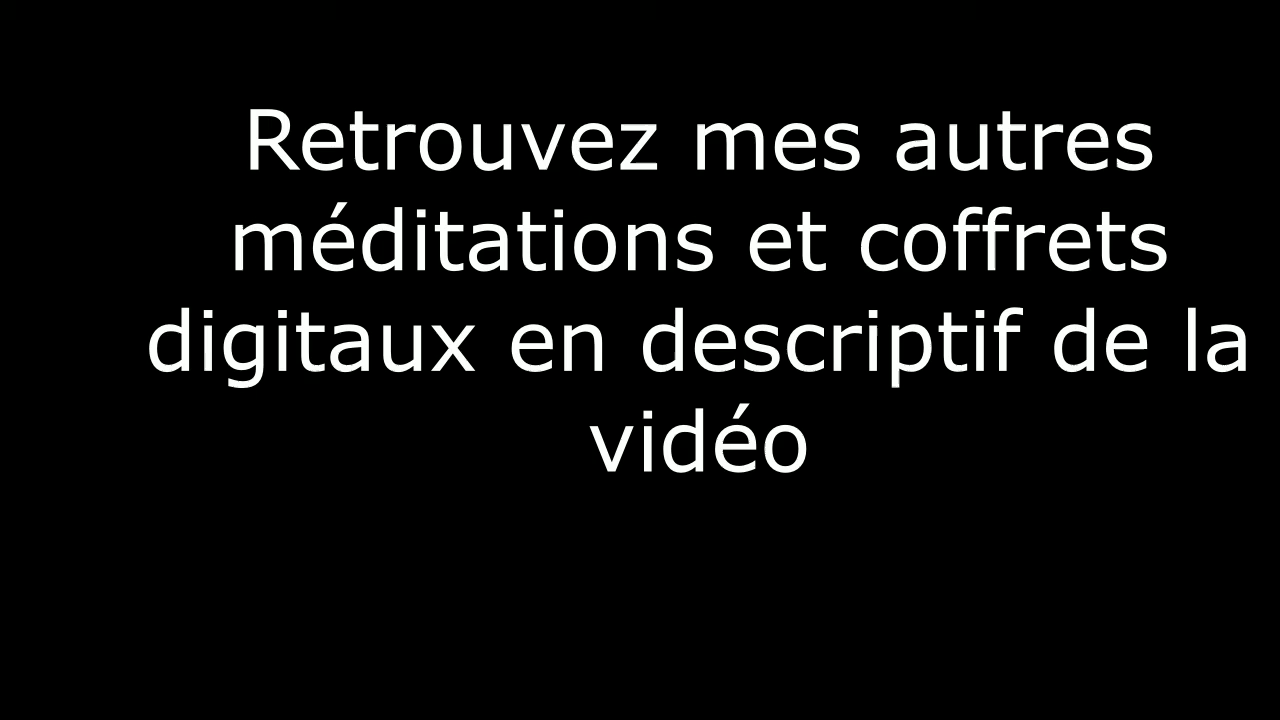 Retrouvez mes autres
méditations et coffrets
digitaux en descriptif de la
vidéo